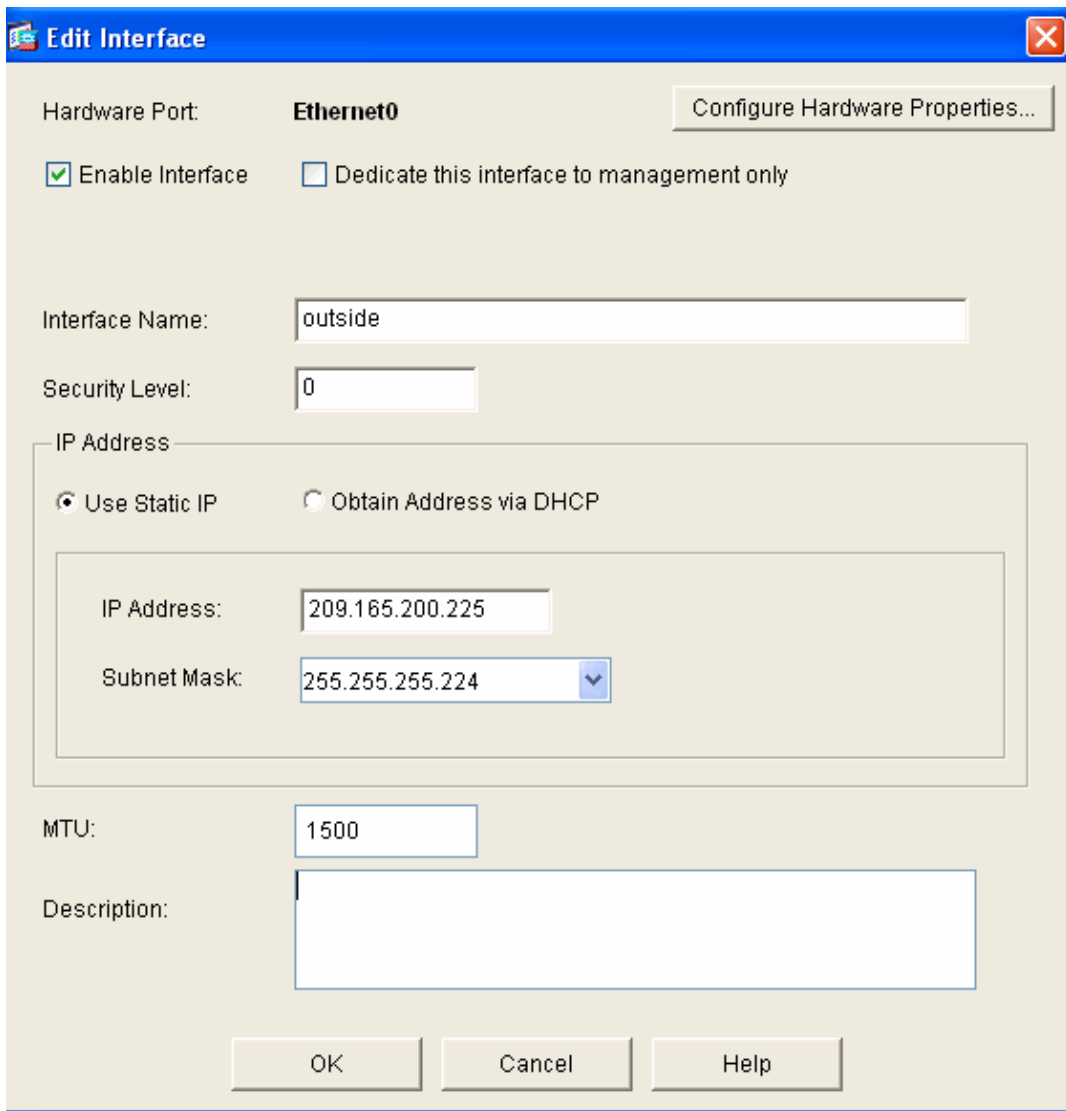 Edit Interface
Hardware Port: Ethernet0 Configure Hardware Properties...
Enable Interface Dedicate this interface to management only
Interface Name: outside
Security Level: 0
IP Address
Use Static IP Obtain Address via DHCP
IP Address: 209.165.200.225
Subnet Mask: 255.255.255.224
MTU: 1500
Description:
OK Cancel Help